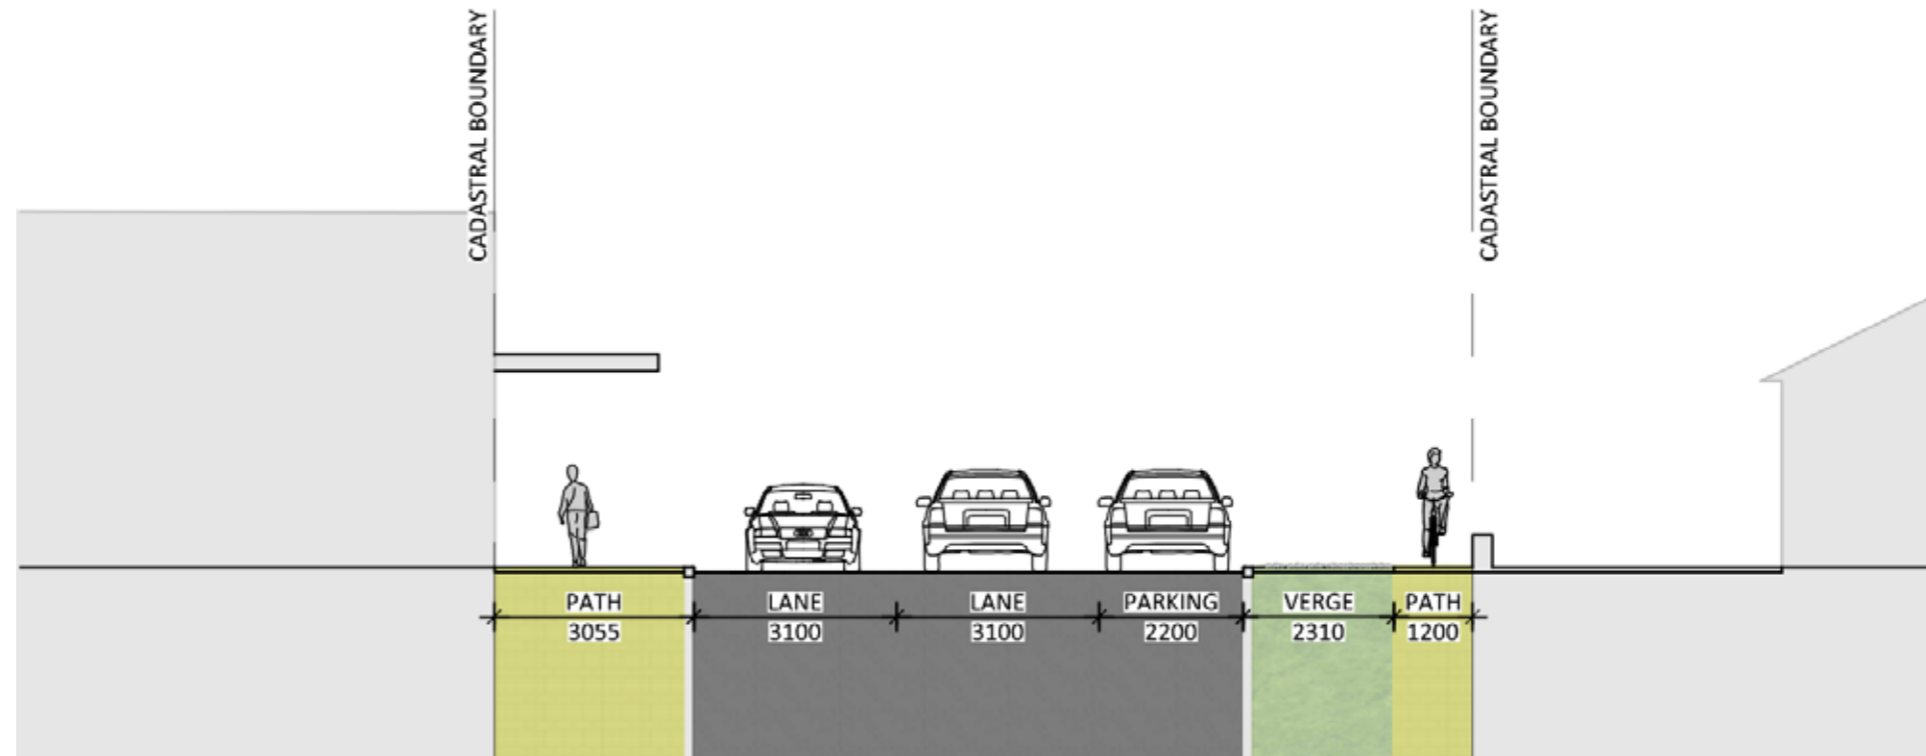 CADASTRAL BOUNDARY
CADASTRAL BOUNDARY
PATH
3055
LANE
3100
LANE
3100
PARKING
2200
VERGE
2310
PATH
1200